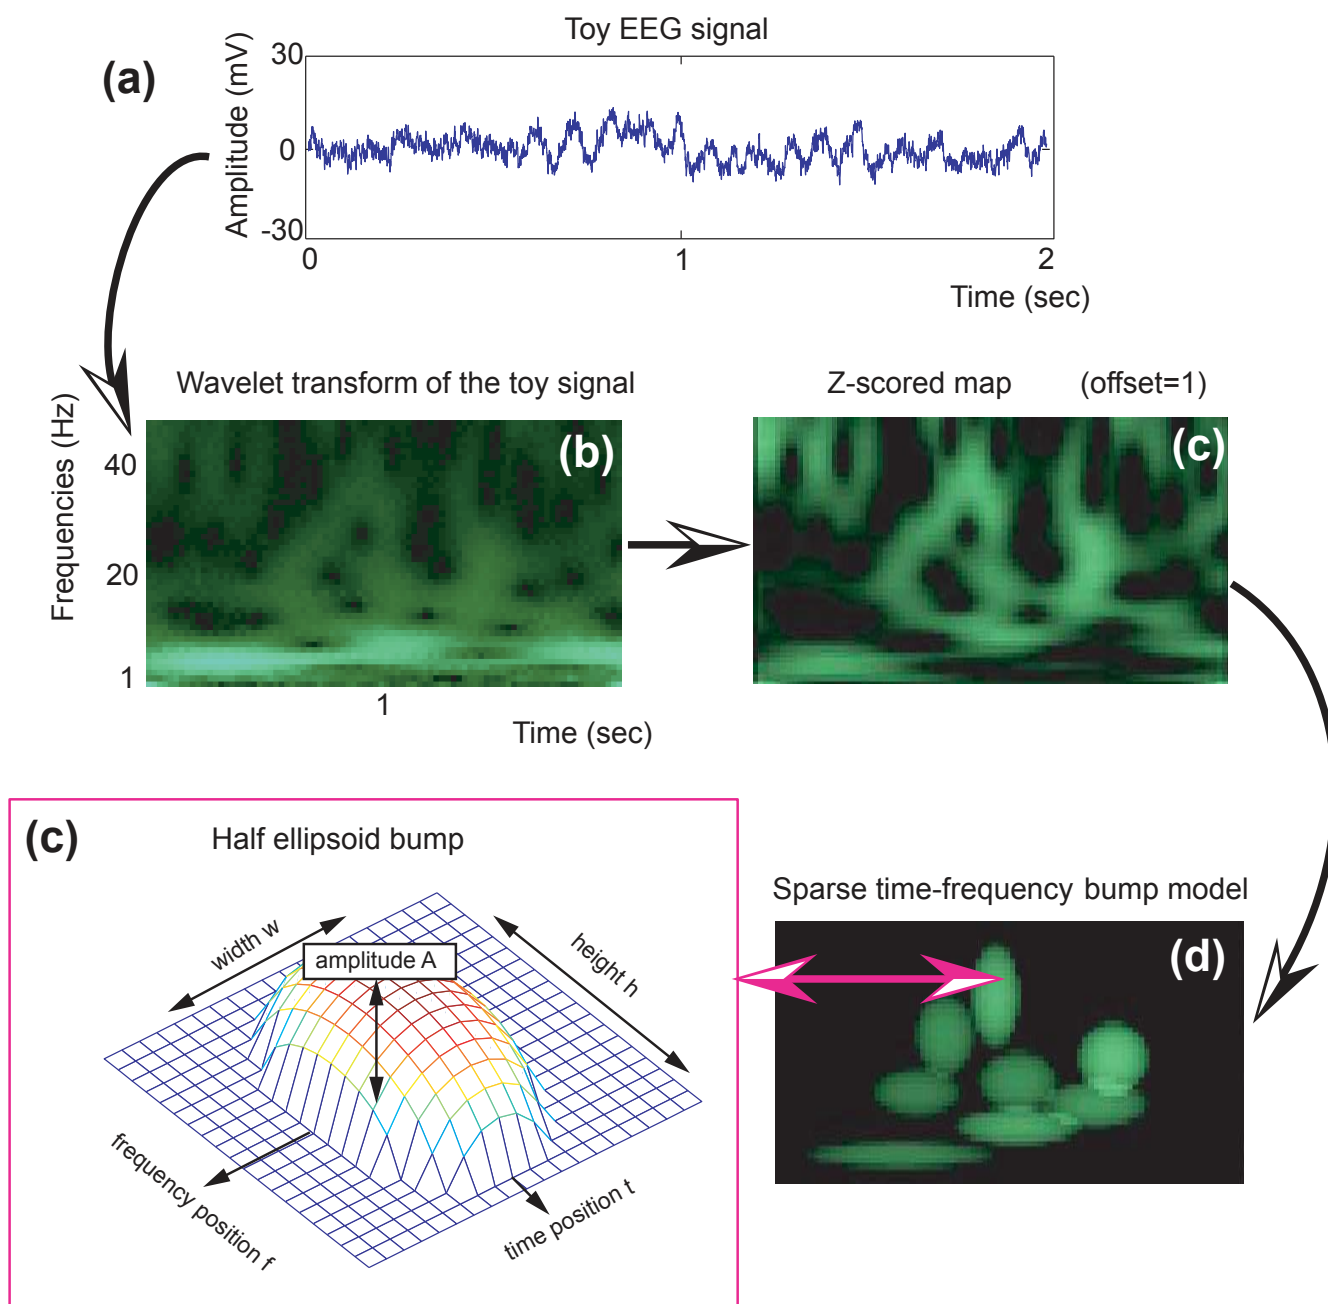 Toy EEG signal
(a)
Amplitude (mV)
30
0
-30
0
1
2
Time (sec)
Wavelet transform of the toy signal
Frequencies (Hz)
40
20
1
(b)
1
Time (sec)
Z-scored map (offset=1)
(c)
(c)
Half ellipsoid bump
width w
amplitude A
height h
frequency position f
time position t
Sparse time-frequency bump model
(d)